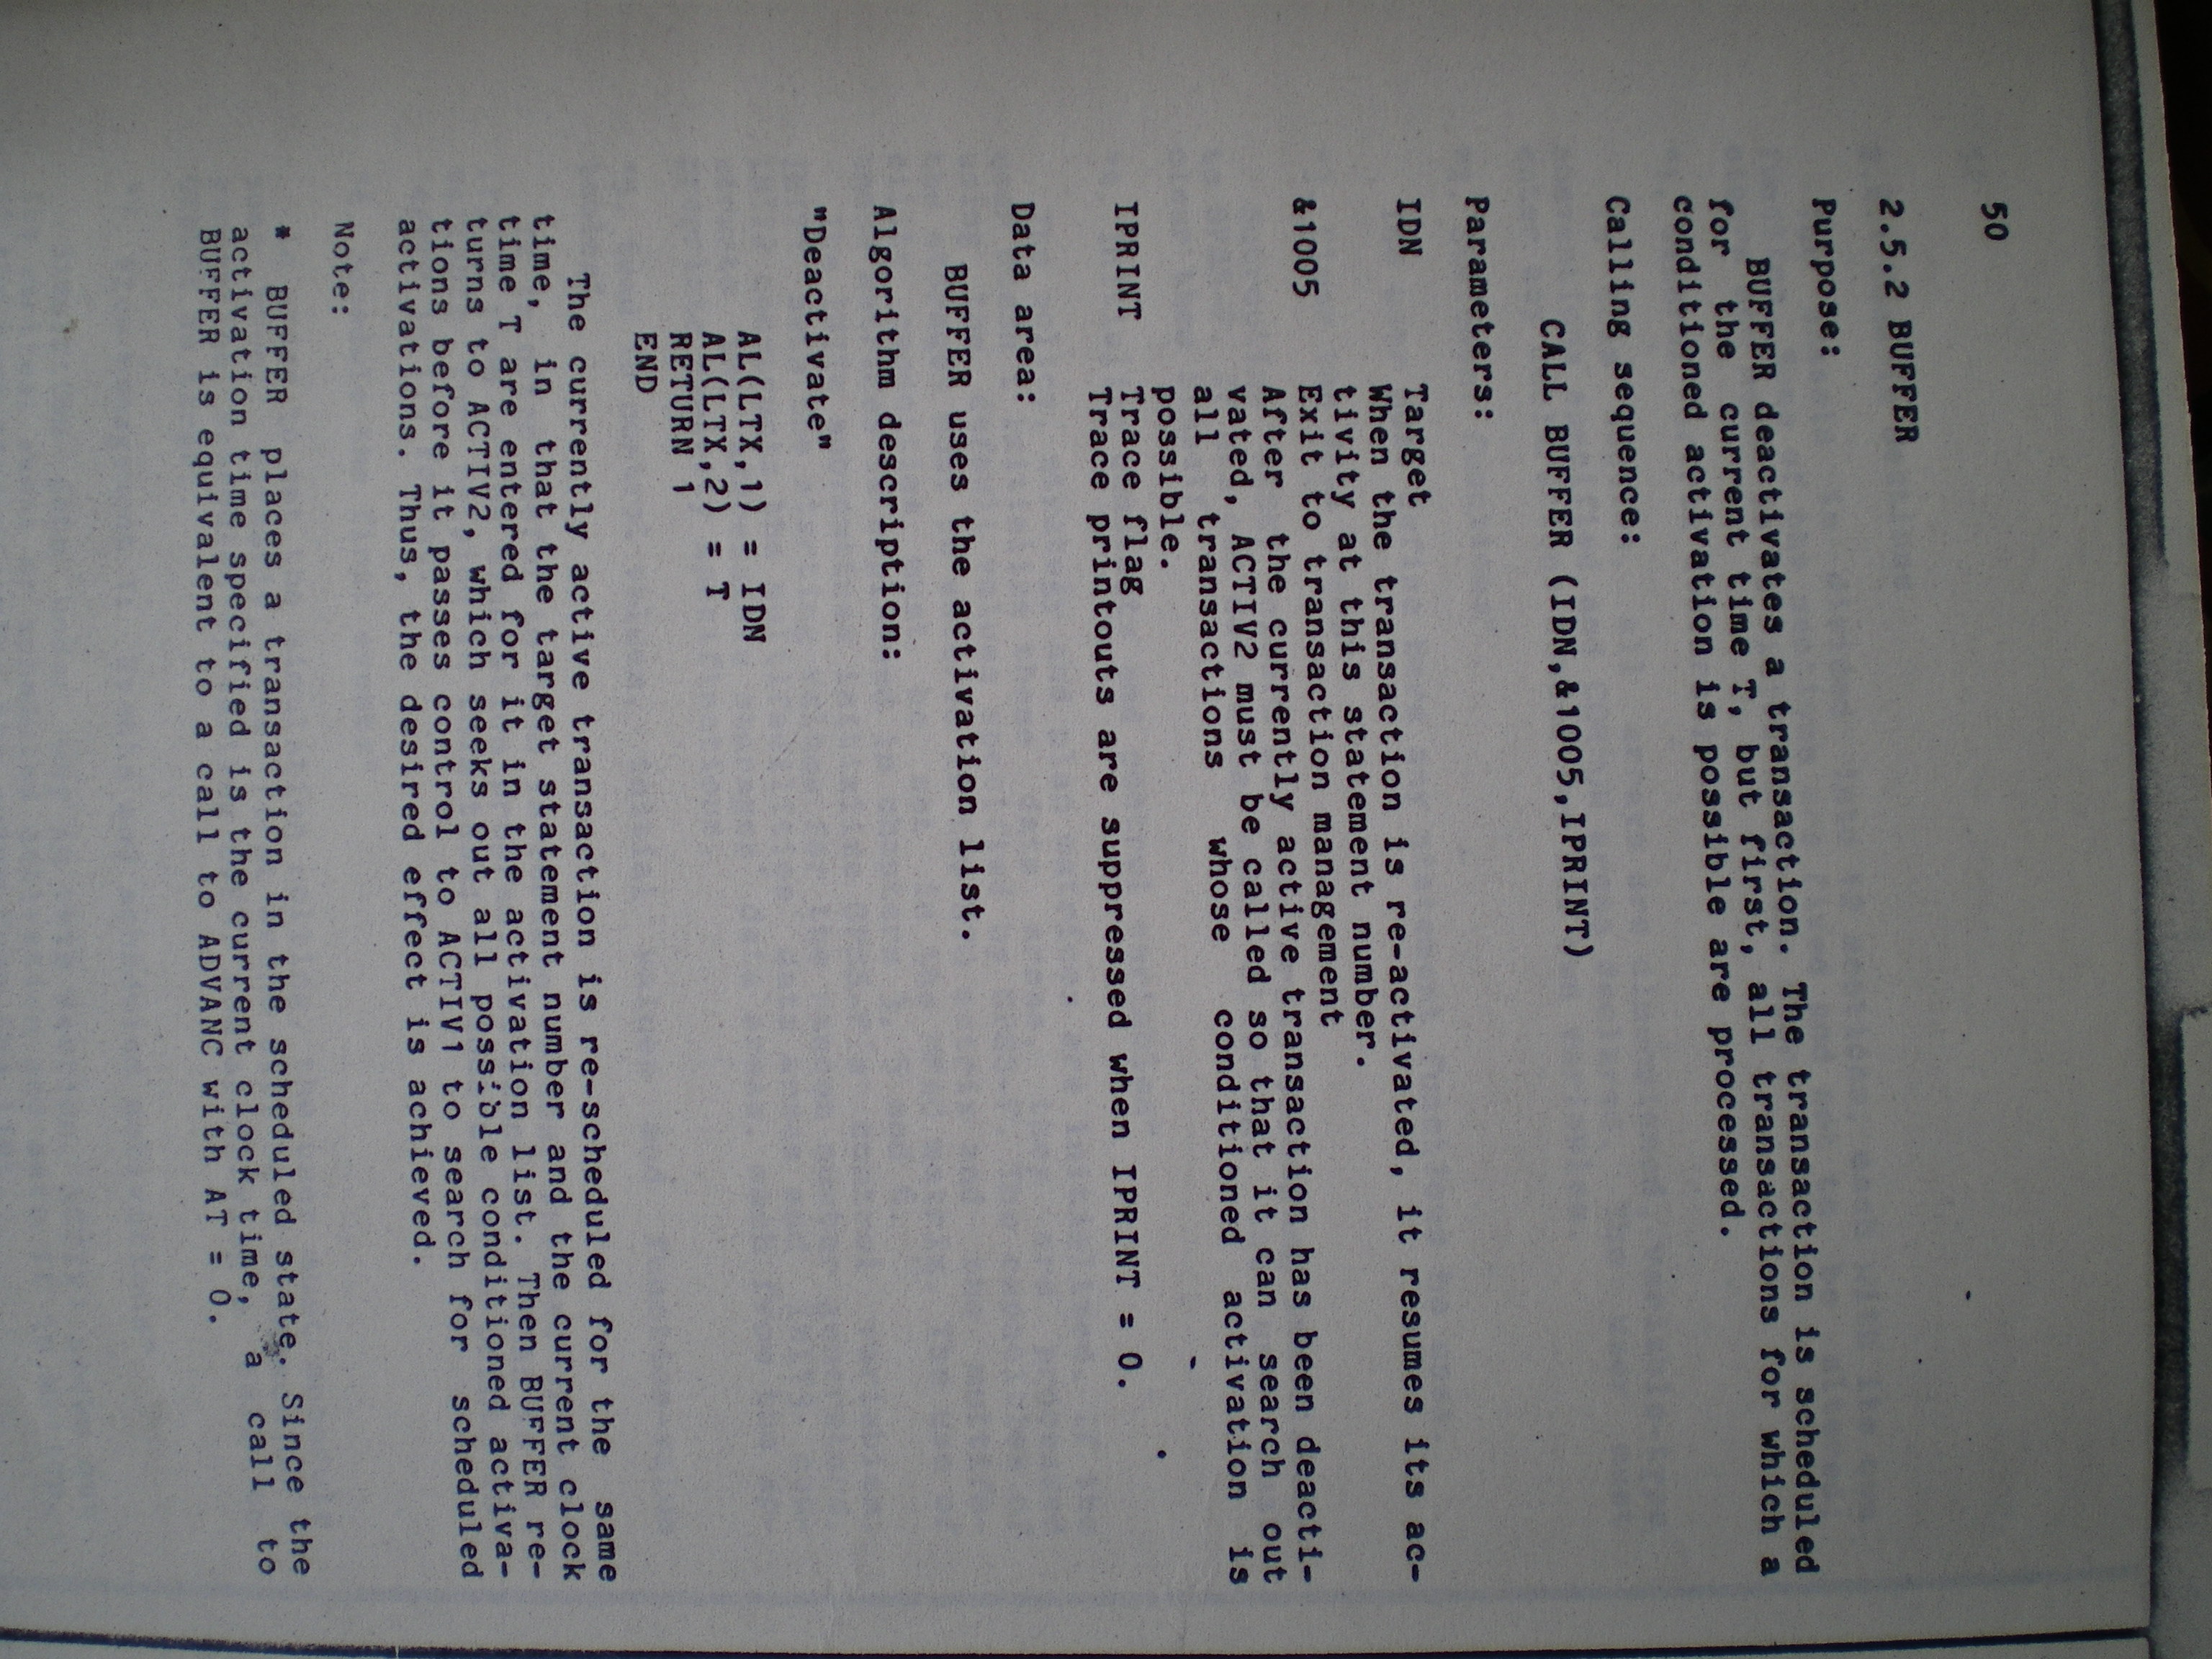 50
2.5.2 BUFFER
Purpose:
BUFFER deactivates a transaction. The transaction is scheduled
for the current time T, but first, all transactions for which a
conditioned activation is possible are processed.
Calling sequence:
CALL BUFFER (IDN,&1005,IPRINT)
Parameters:
IDN Target
When the transaction is re-activated, it resumes its ac-
tivity at this statement number.
&1005 Exit to transaction management
After the currently active transaction has been deacti-
vated, ACTIV2 must be called so that it can search out
all transactions whose conditioned activation is
possible.
IPRINT Trace flag
Trace printouts are suppressed when IPRINT = 0.
Data area:
BUFFER uses the activation list.
Algorithm description:
"Deactivate"
AL(LTX,1) = IDN
AL(LTX,2) = T
RETURN 1
END
The currently active transaction is re-scheduled for the same
time, in that the target statement number and the current clock
time T are entered for it in the activation list. Then BUFFER re-
turns to ACTIV2, which seeks out all possible conditioned activa-
tions before it passes control to ACTIV1 to search for scheduled
activations. Thus, the desired effect is achieved.
Note:
* BUFFER places a transaction in the scheduled state. Since the
activation time specified is the current clock time, a call to
BUFFER is equivalent to a call to ADVANC with AT = 0.